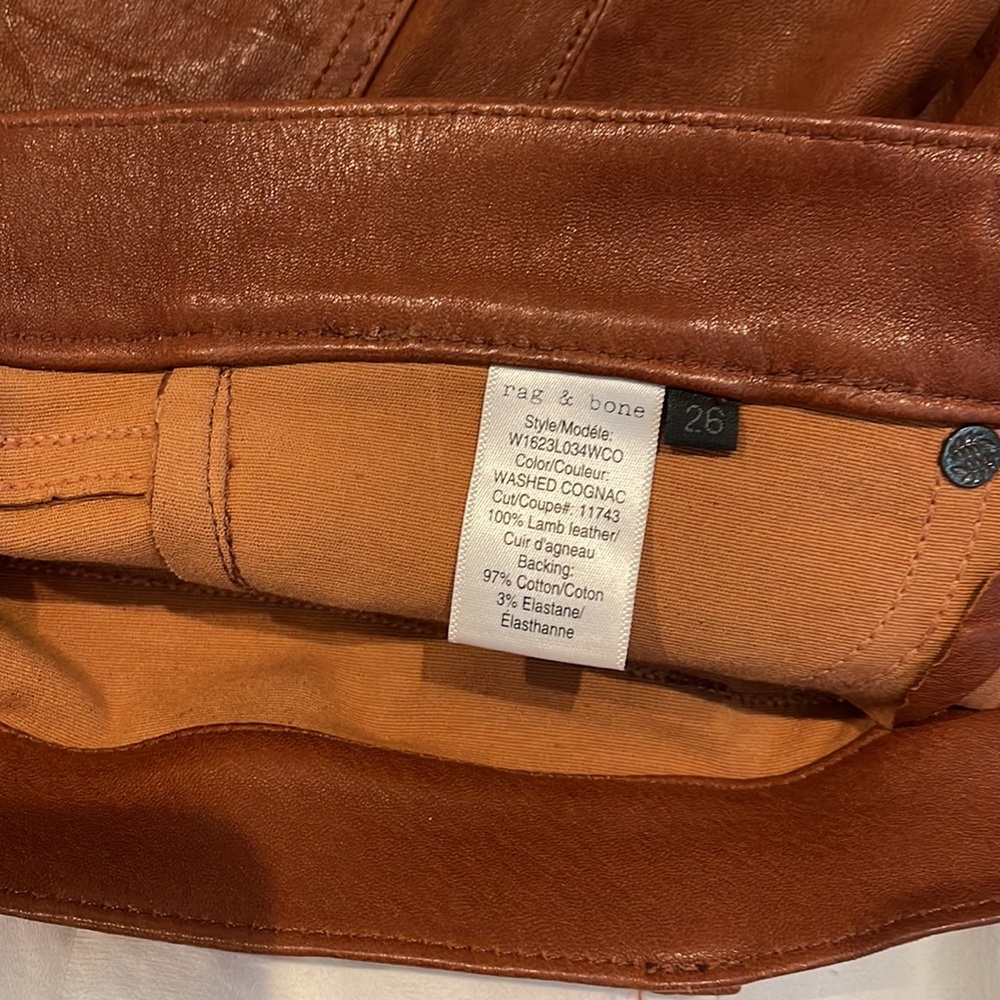 rag & bone
Style/Modéle:
W1623L034WCO
Color/Couleur:
WASHED COGNAC
Cut/Coupe#: 11743
100% Lamb leather/
Cuir d'agneau
Backing:
97% Cotton/Coton
3% Elastane/
Élasthanne
26